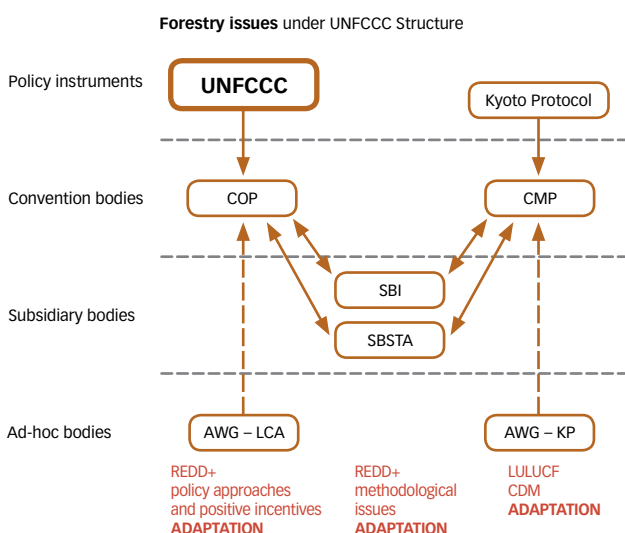 Forestry issues under UNFCCC Structure
Policy instruments
UNFCCC
Kyoto Protocol
Convention bodies
COP
CMP
SBI
Subsidiary bodies
SBSTA
Ad-hoc bodies
AWG – LCA
AWG – KP
REDD+
policy approaches
and positive incentives
ADAPTATION
REDD+
methodological
issues
ADAPTATION
LULUCF
CDM
ADAPTATION